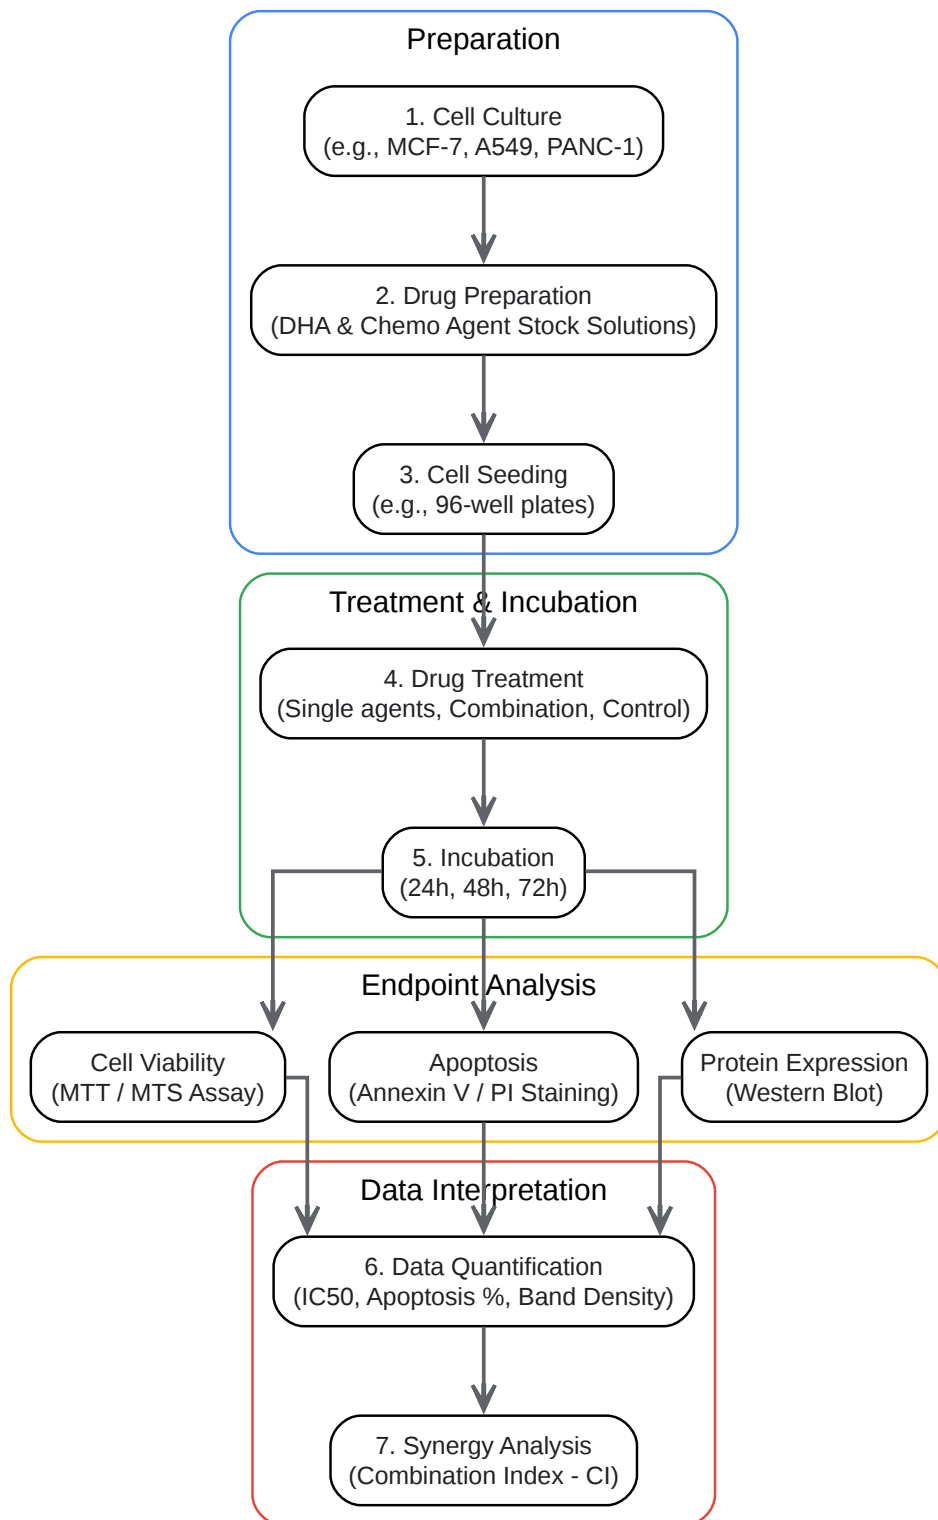 Preparation
1. Cell Culture
(e.g., MCF-7, A549, PANC-1)
2. Drug Preparation
(DHA & Chemo Agent Stock Solutions)
3. Cell Seeding
(e.g., 96-well plates)
Treatment & Incubation
4. Drug Treatment
(Single agents, Combination, Control)
5. Incubation
(24h, 48h, 72h)
Endpoint Analysis
Cell Viability
(MTT / MTS Assay)
Apoptosis
(Annexin V / PI Staining)
Protein Expression
(Western Blot)
Data Interpretation
6. Data Quantification
(IC50, Apoptosis %, Band Density)
7. Synergy Analysis
(Combination Index - CI)